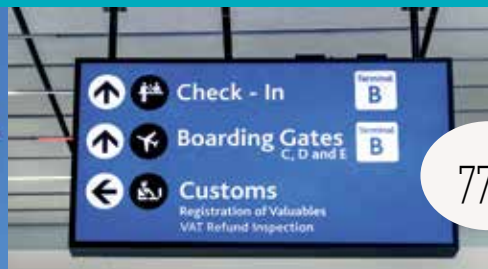 Check - In
Terminal
B
Boarding Gates
C, D and E
Terminal
B
Customs
Registration of Valuables
VAT Refund Inspection
77